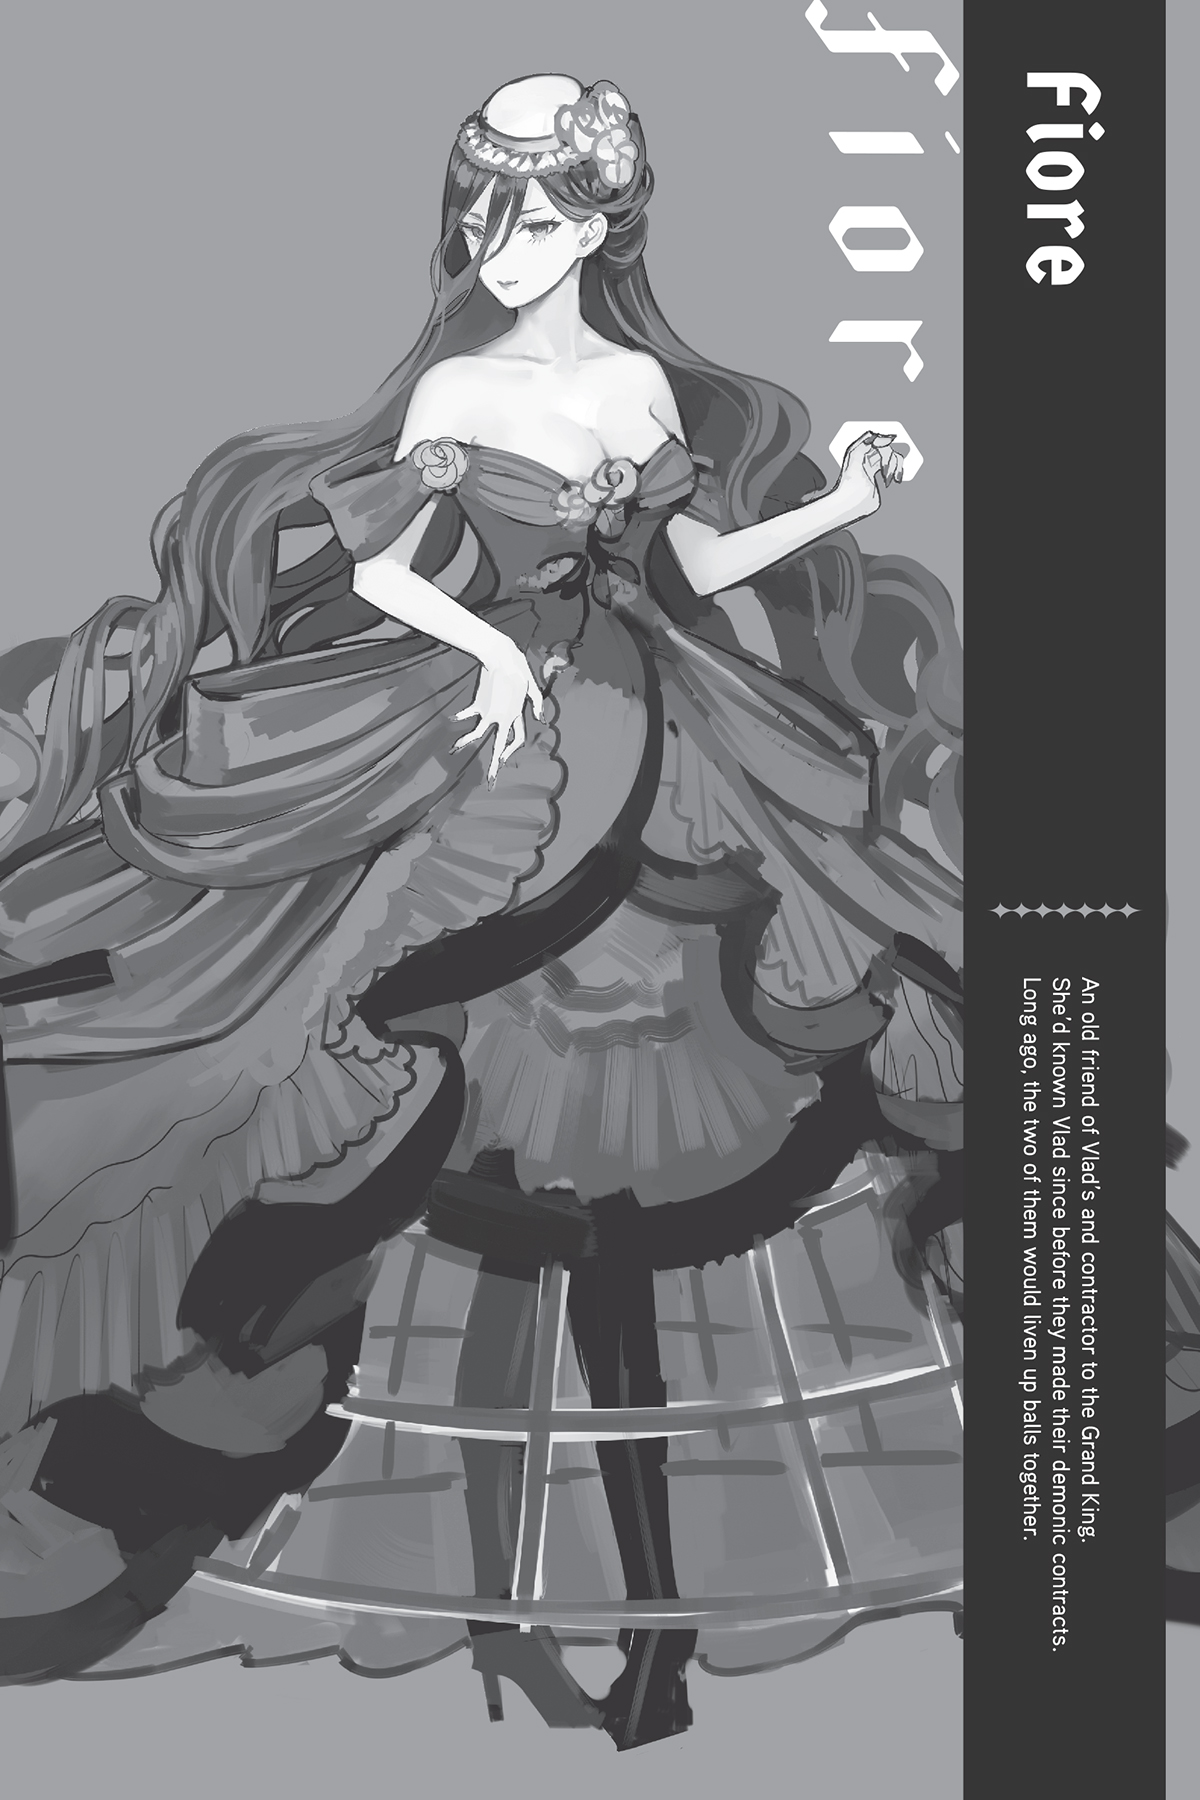 Fiore
fiore
An old friend of Vlad's and contractor to the Grand King.
She'd known Vlad since before they made their demonic contracts.
Long ago, the two of them would liven up balls together.